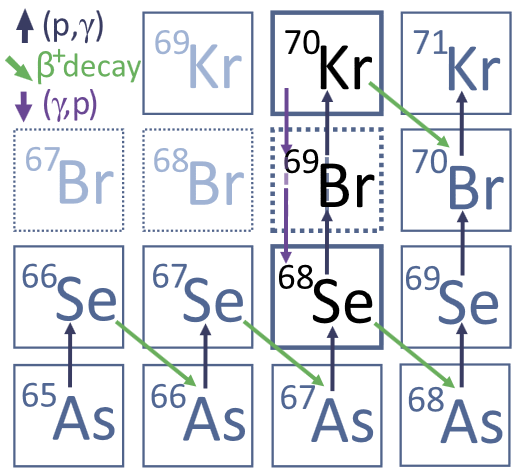 (p,γ)
β⁺decay
(γ,p)
⁶⁹Kr ⁷⁰Kr ⁷¹Kr
⁶⁷Br ⁶⁸Br ⁶⁹Br ⁷⁰Br
⁶⁶Se ⁶⁷Se ⁶⁸Se ⁶⁹Se
⁶⁵As ⁶⁶As ⁶⁷As ⁶⁸As